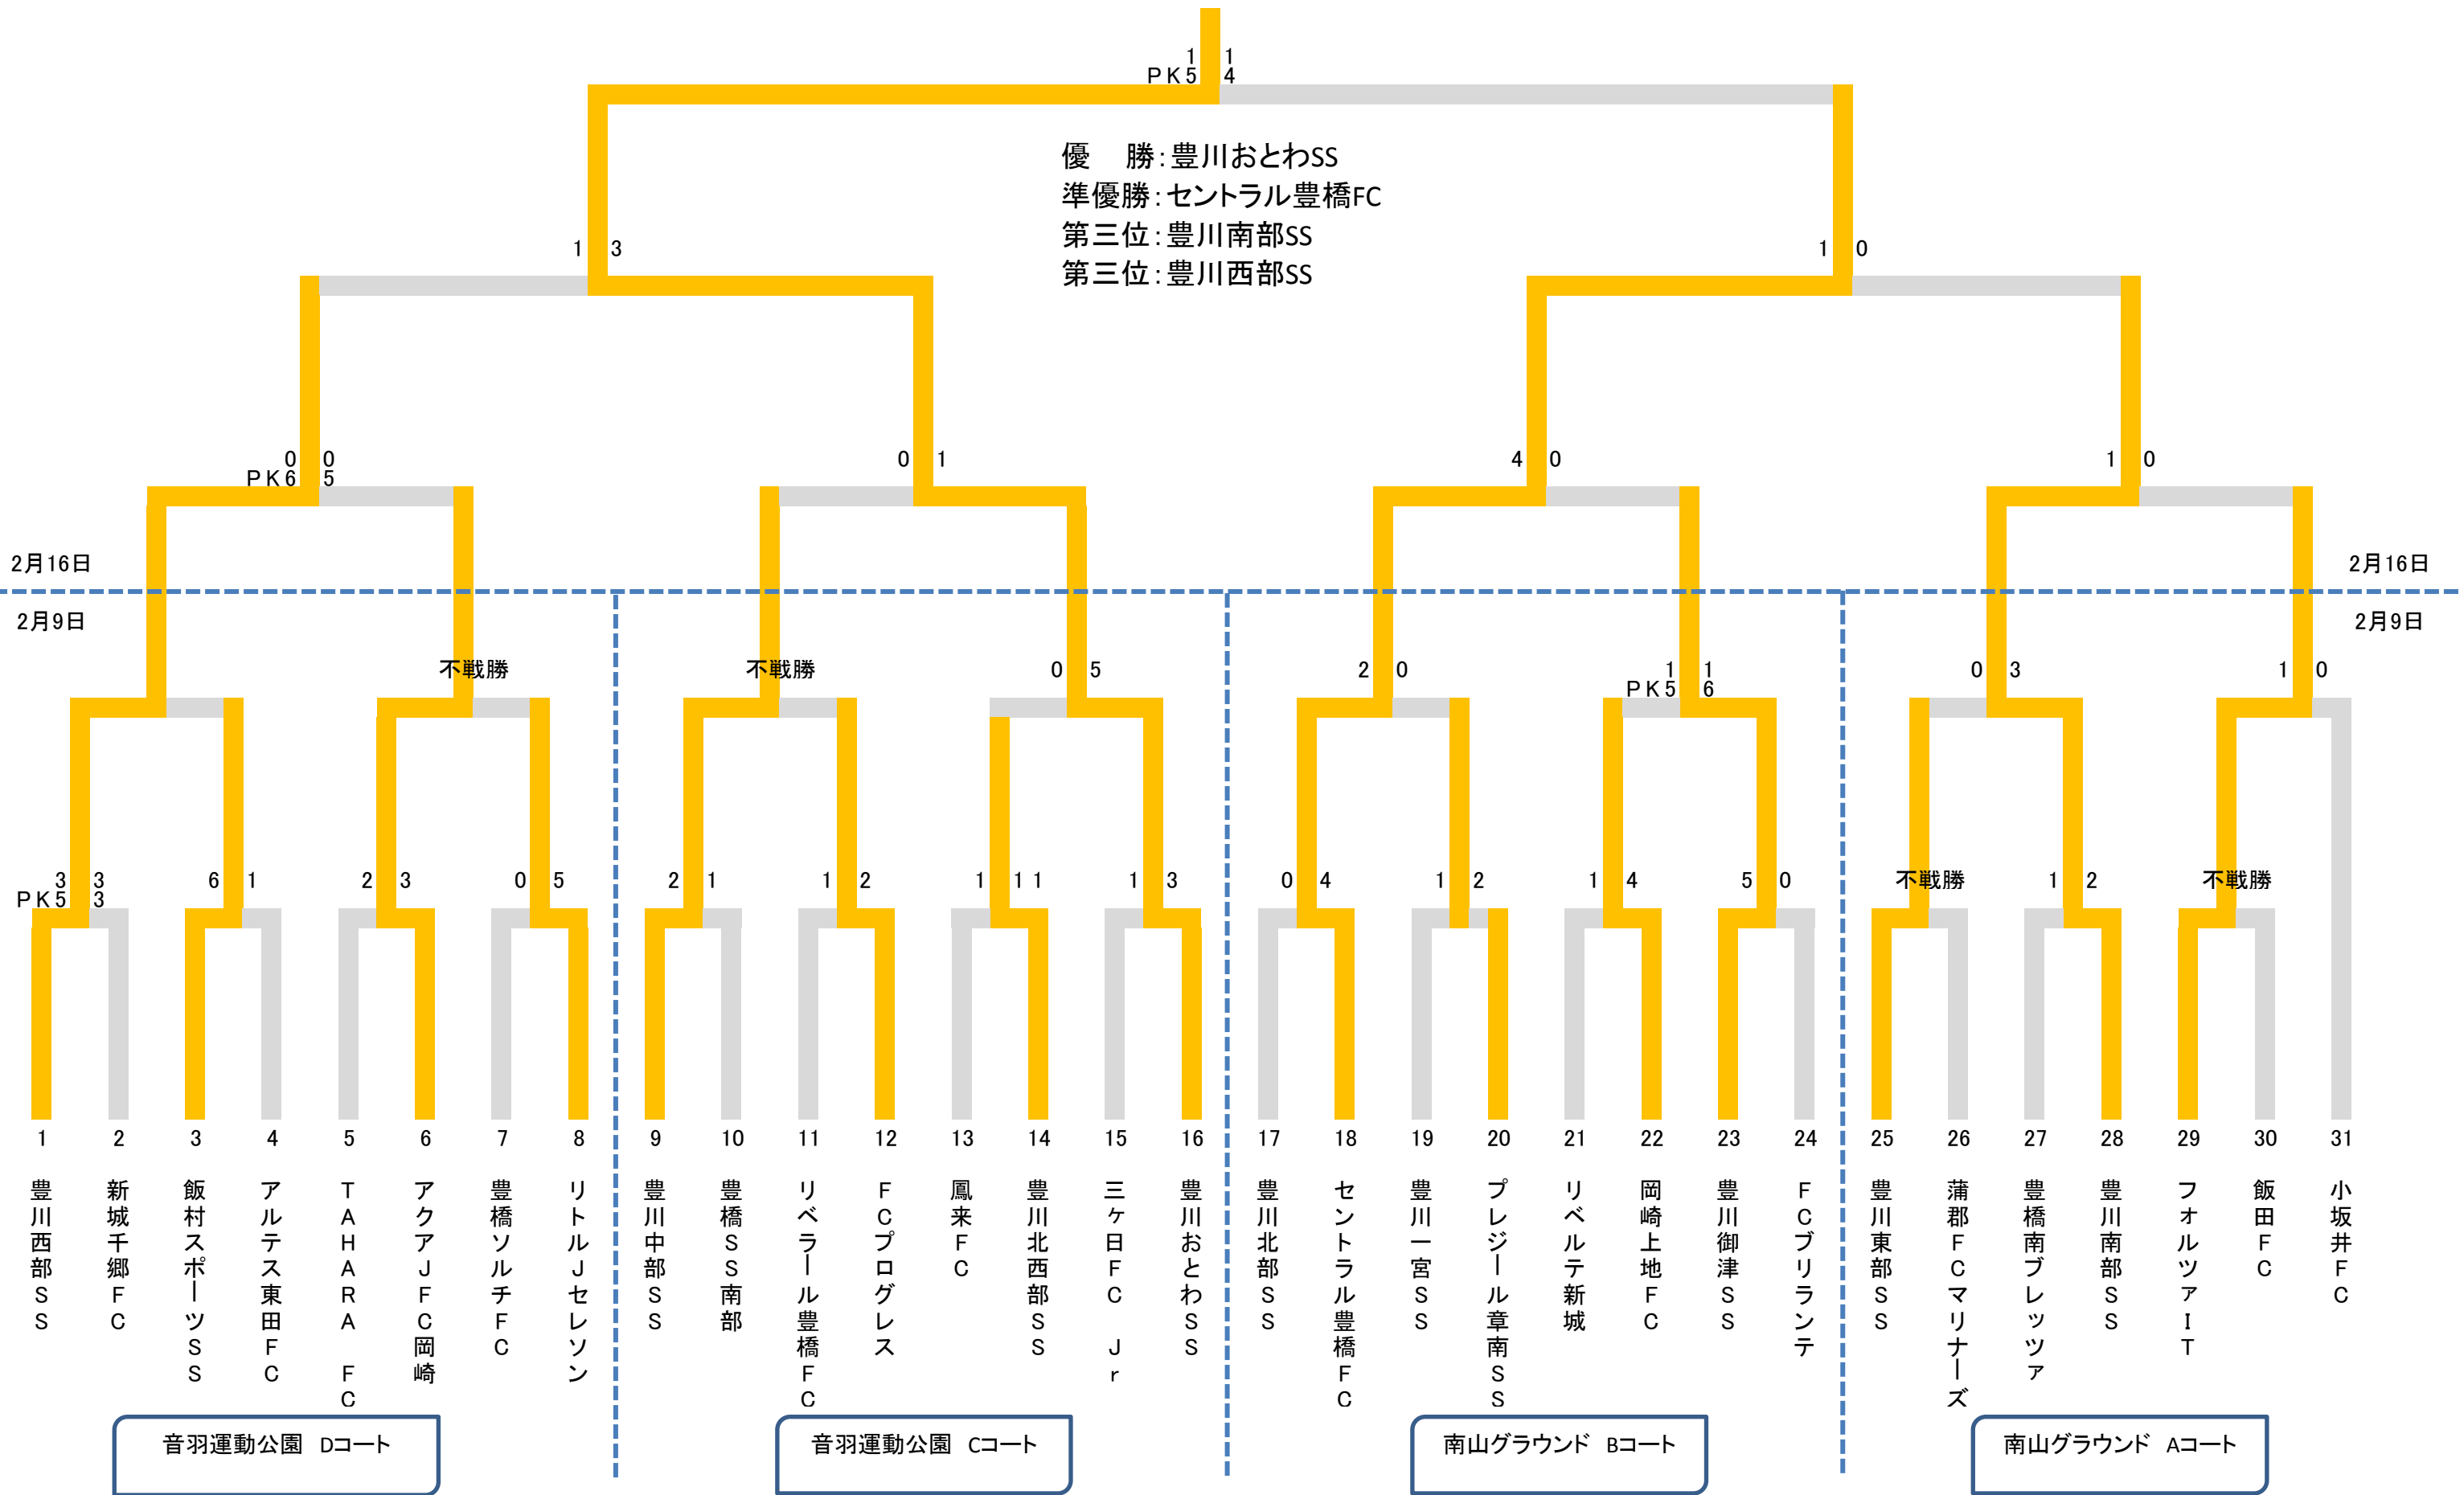 1 1
PK5 4
優　勝：豊川おとわSS
準優勝：セントラル豊橋FC
第三位：豊川南部SS
第三位：豊川西部SS
1 3
1 0
0 0
PK6 5
0 1
4 0
1 0
2月16日
2月16日
2月9日
2月9日
不戦勝
不戦勝
0 5
2 0
1 1
PK5 6
0 3
1 0
3 3
PK5 3
6 1
2 3
0 5
2 1
1 2
1 11
1 3
0 4
1 2
1 4
5 0
不戦勝
1 2
不戦勝
1
2
3
4
5
6
7
8
9
10
11
12
13
14
15
16
17
18
19
20
21
22
23
24
25
26
27
28
29
30
31
豊川西部SS
新城千郷FC
飯村スポーツSS
アルテス東田FC
TAHARA FC
アクアJFC岡崎
豊橋ソルチFC
リトルJセレソン
豊川中部SS
豊橋SS南部
リベラール豊橋FC
FCプログレス
鳳来FC
豊川北西部SS
三ヶ日FC Jr
豊川おとわSS
豊川北部SS
セントラル豊橋FC
豊川一宮SS
プレジール章南SS
リベルテ新城
岡崎上地FC
豊川御津SS
FCブリランテ
豊川東部SS
蒲郡FCマリナーズ
豊橋南ブレッツァ
豊川南部SS
フォルツァIT
飯田FC
小坂井FC
音羽運動公園　Dコート
音羽運動公園　Cコート
南山グラウンド　Bコート
南山グラウンド　Aコート